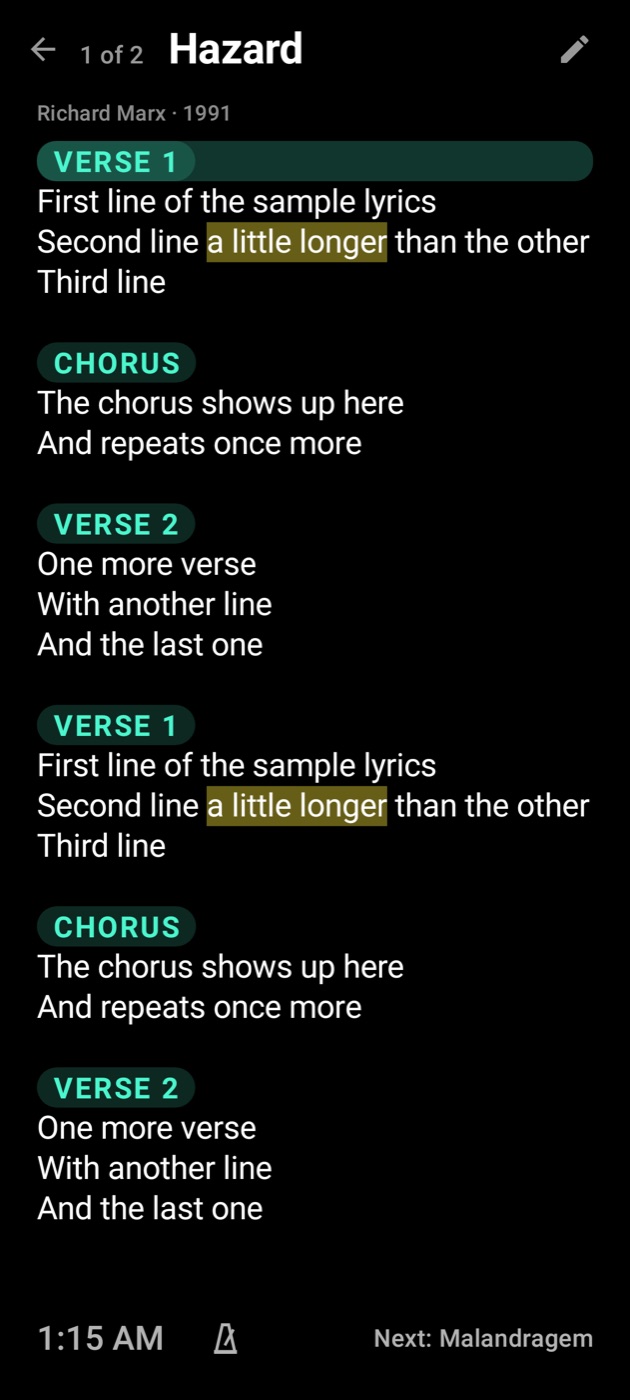 1 of 2 Hazard
Richard Marx · 1991
VERSE 1
First line of the sample lyrics
Second line a little longer than the other
Third line
CHORUS
The chorus shows up here
And repeats once more
VERSE 2
One more verse
With another line
And the last one
VERSE 1
First line of the sample lyrics
Second line a little longer than the other
Third line
CHORUS
The chorus shows up here
And repeats once more
VERSE 2
One more verse
With another line
And the last one
1:15 AM Next: Malandragem